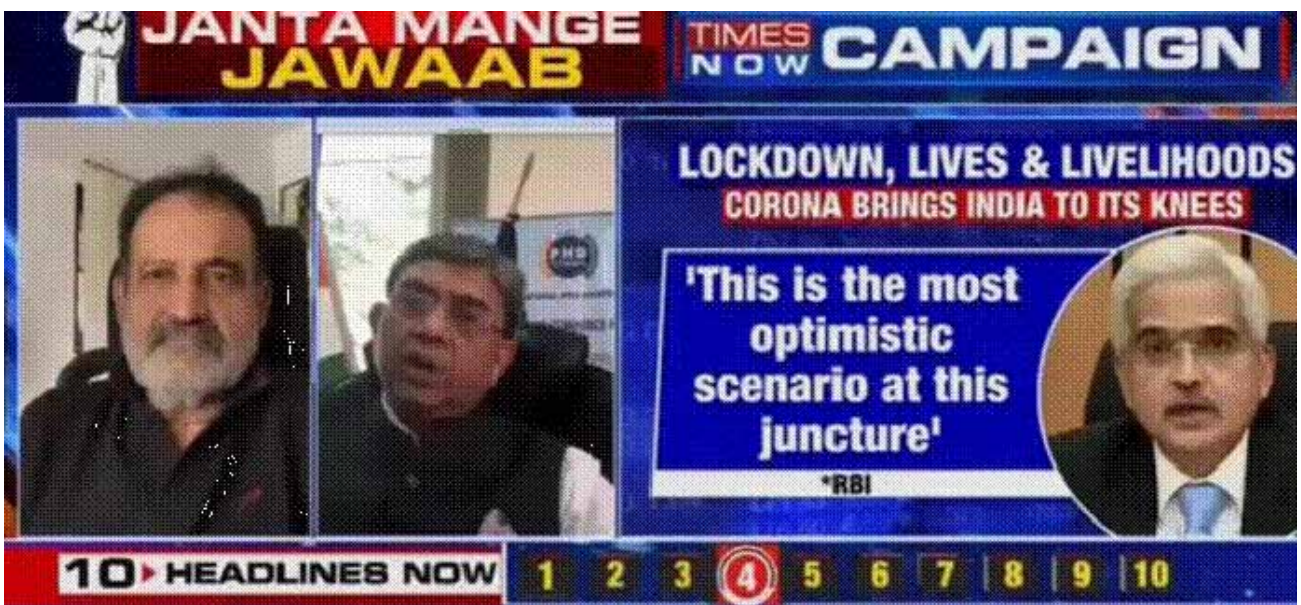 JANTA MANGE
JAWAAB
TIMES
NOW
CAMPAIGN
PHD
LOCKDOWN, LIVES & LIVELIHOODS
CORONA BRINGS INDIA TO ITS KNEES
'This is the most
optimistic
scenario at this
juncture'
*RBI
10 HEADLINES NOW 1 2 3 4 5 6 7 8 9 10